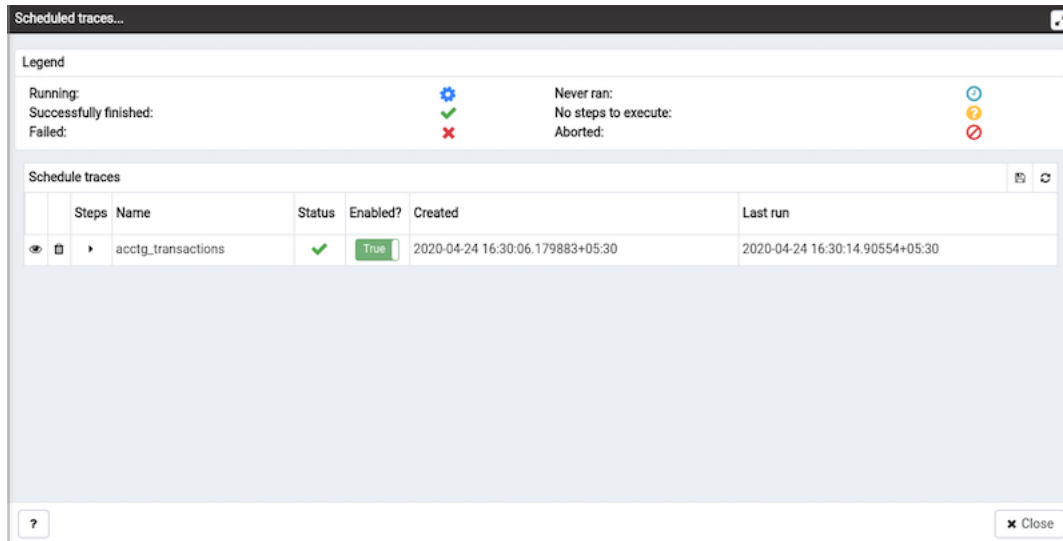 Scheduled traces...
Legend
Running: Never ran:
Successfully finished: No steps to execute:
Failed: Aborted:
Schedule traces
Steps Name Status Enabled? Created Last run
acctg_transactions True 2020-04-24 16:30:06.179883+05:30 2020-04-24 16:30:14.90554+05:30
? Close